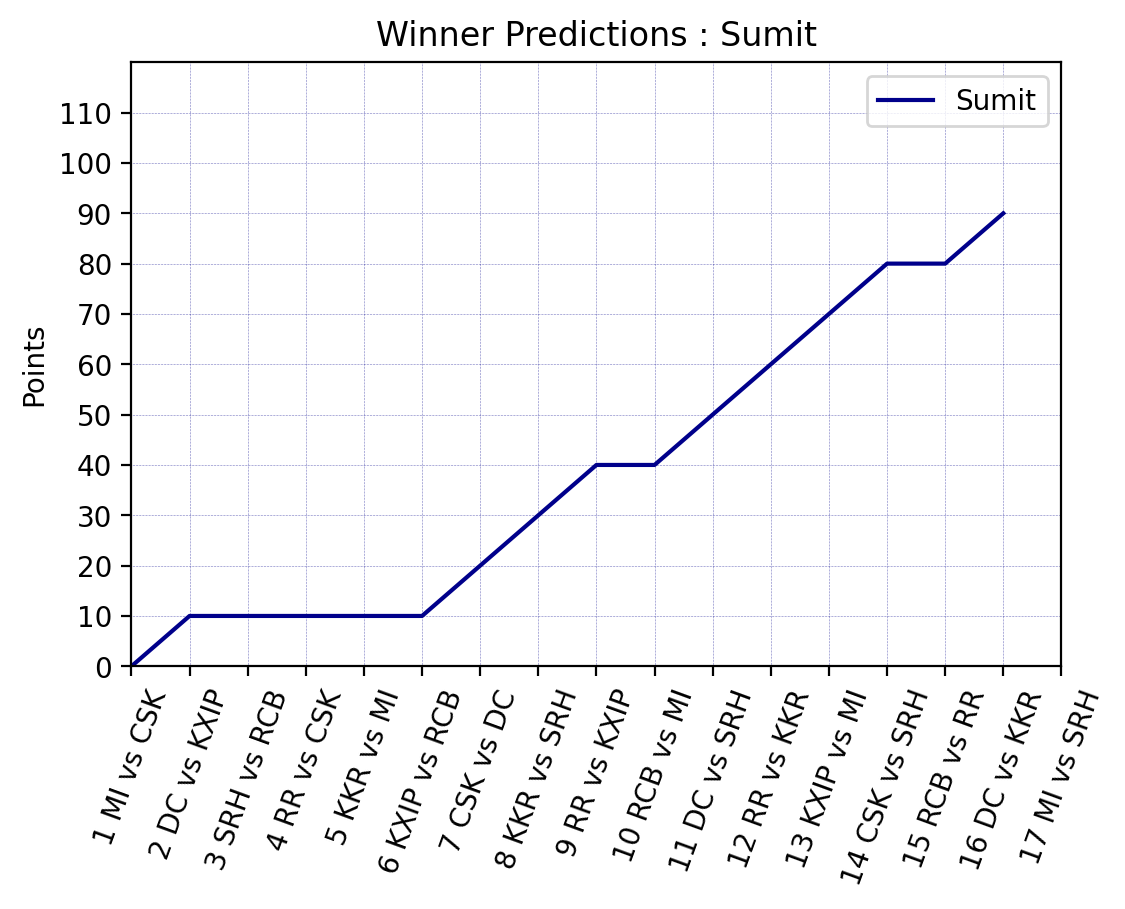 Winner Predictions : Sumit
Sumit
Points
110
100
90
80
70
60
50
40
30
20
10
0
1 MI vs CSK
2 DC vs KXIP
3 SRH vs RCB
4 RR vs CSK
5 KKR vs MI
6 KXIP vs RCB
7 CSK vs DC
8 KKR vs SRH
9 RR vs KXIP
10 RCB vs MI
11 DC vs SRH
12 RR vs KKR
13 KXIP vs MI
14 CSK vs SRH
15 RCB vs RR
16 DC vs KKR
17 MI vs SRH